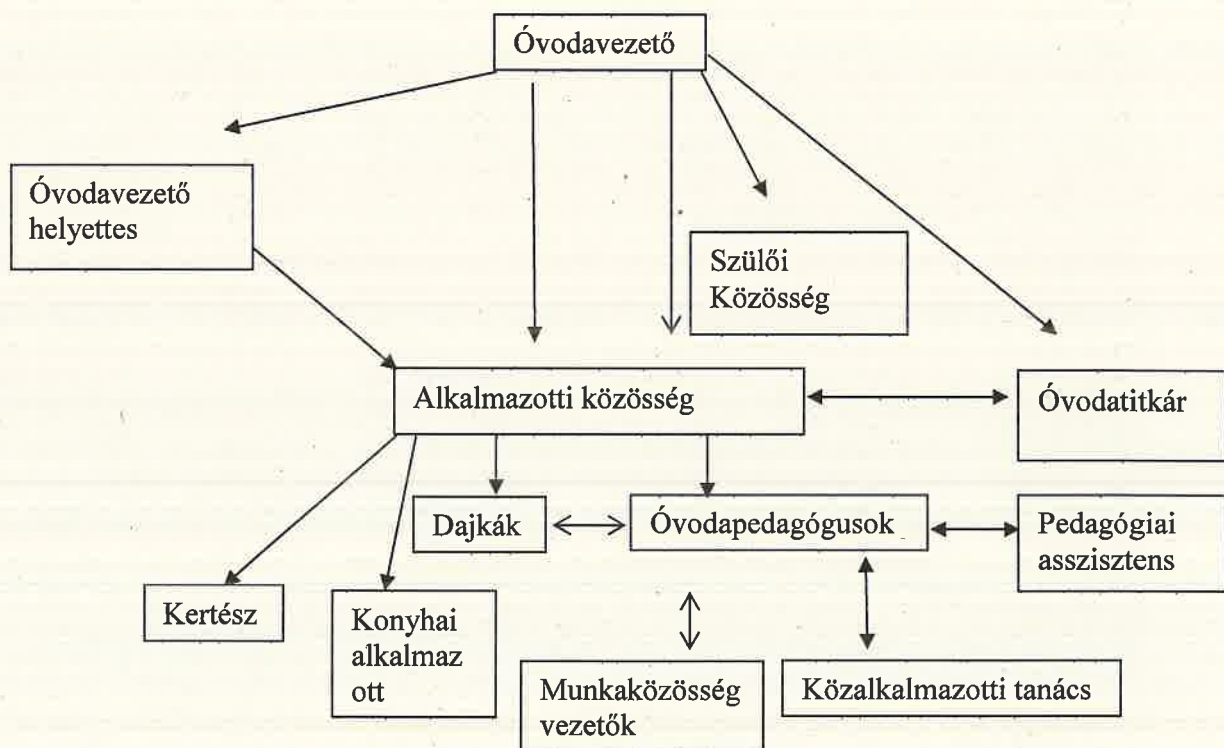 Óvodavezető
Óvodavezető
helyettes
Szülői
Közösség
Alkalmazotti közösség
Óvodatitkár
Dajkák
Óvodapedagógusok
Pedagógiai
asszisztens
Kertész
Konyhai
alkalmaz
ott
Munkaközösség
vezetők
Közalkalmazotti tanács